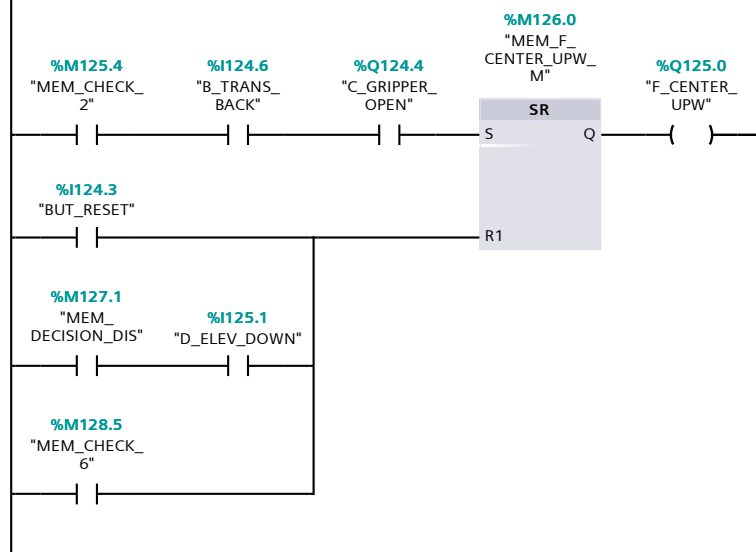 %M126.0
"MEM_F_
CENTER_UPW_
M"
%M125.4
"MEM_CHECK_
2"
%I124.6
"B_TRANS_
BACK"
%Q124.4
"C_GRIPPER_
OPEN"
%Q125.0
"F_CENTER_
UPW"
SR
S
Q
%I124.3
"BUT_RESET"
R1
%M127.1
"MEM_
DECISION_DIS"
%I125.1
"D_ELEV_DOWN"
%M128.5
"MEM_CHECK_
6"